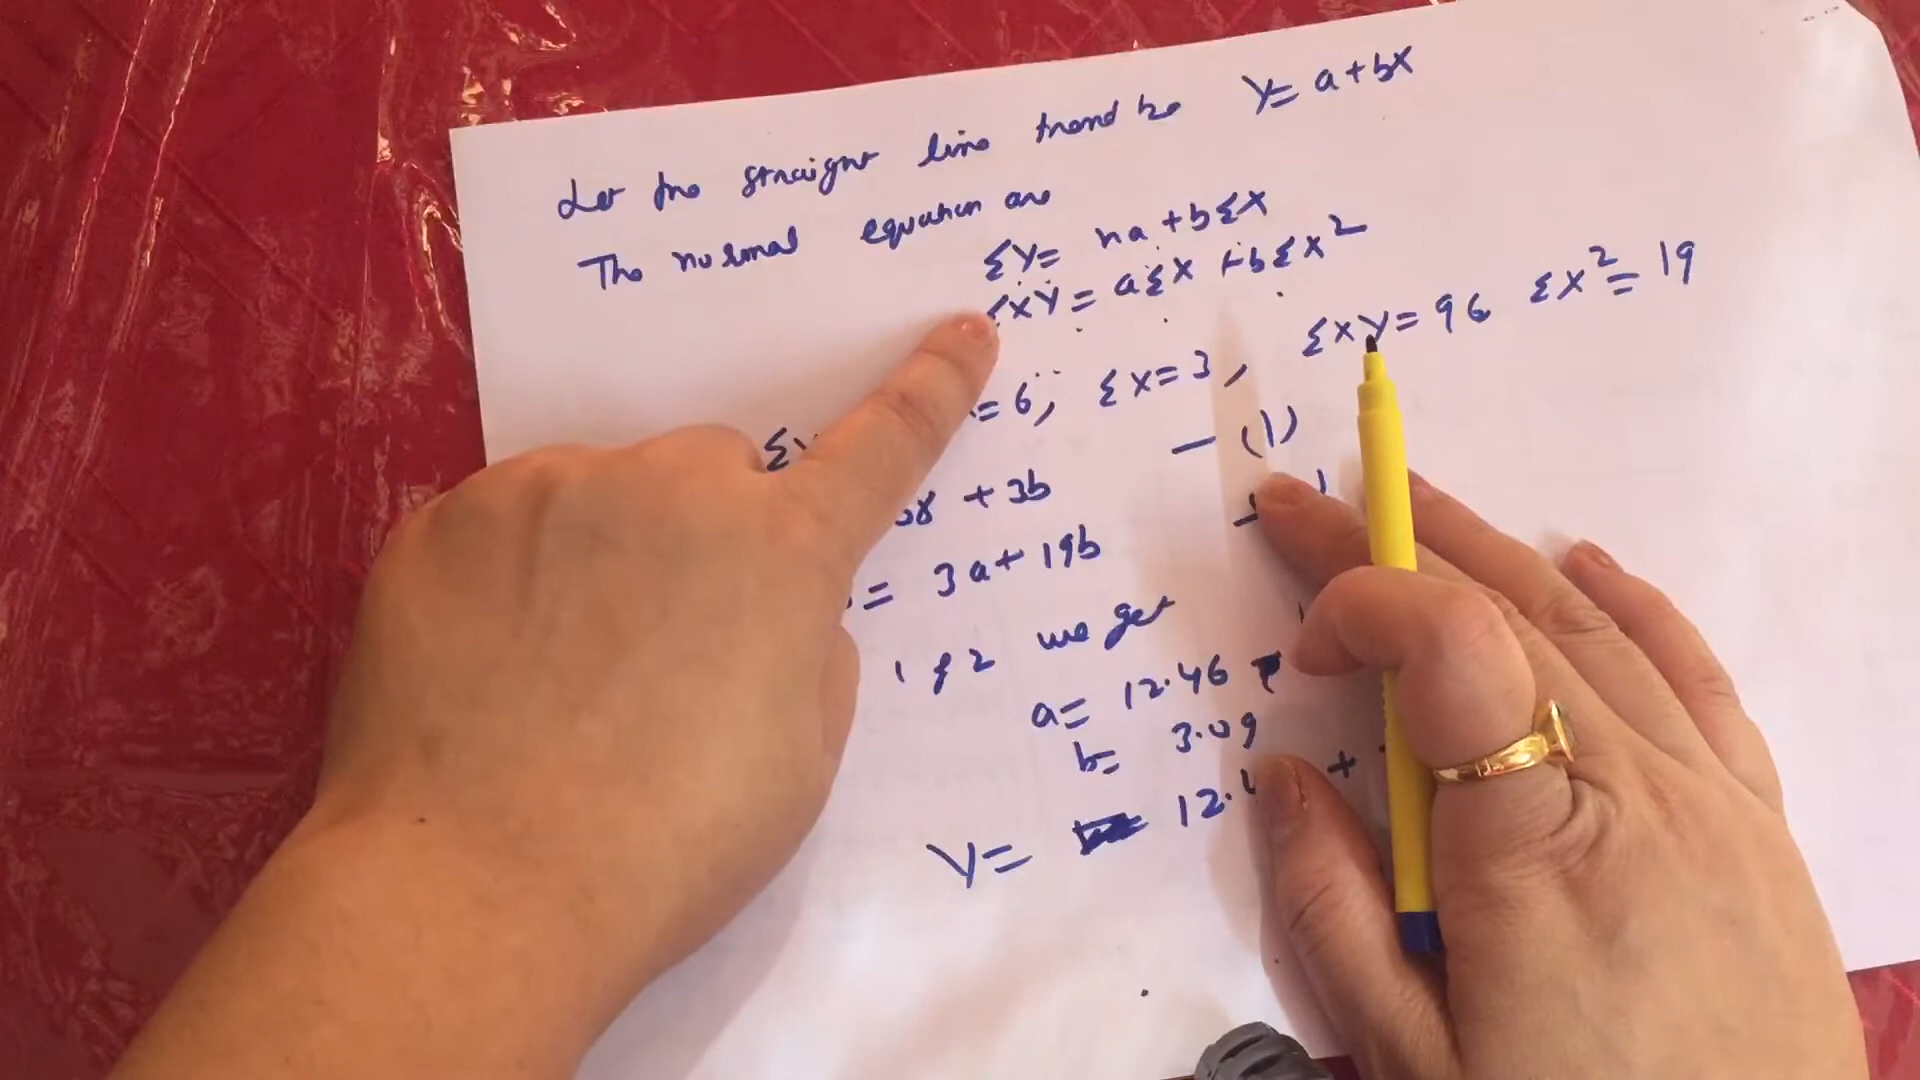 Let the straight line trend be Y= a+bX
The normal equation are
ΣY= na+bΣX
ΣXY= aΣX +bΣX²
=6, ΣX=3, ΣXY=96 ΣX²=19
+3b —(1)
= 3a+19b
1 & 2 we get
a= 12.46
b= 3.09
Y= 12. +